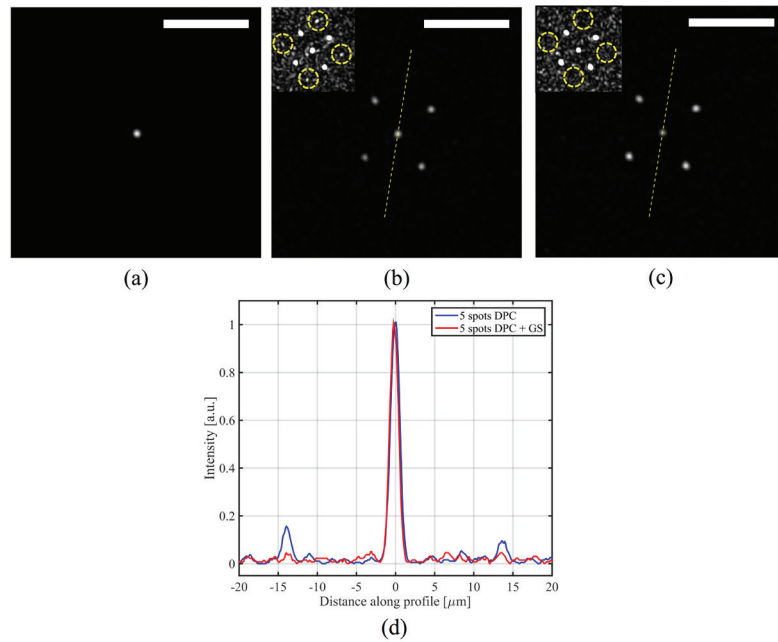 (a)
(b)
(c)
5 spots DPC
5 spots DPC + GS
Intensity [a.u.]
1
0.8
0.6
0.4
0.2
0
-20 -15 -10 -5 0 5 10 15 20
Distance along profile [μm]
(d)